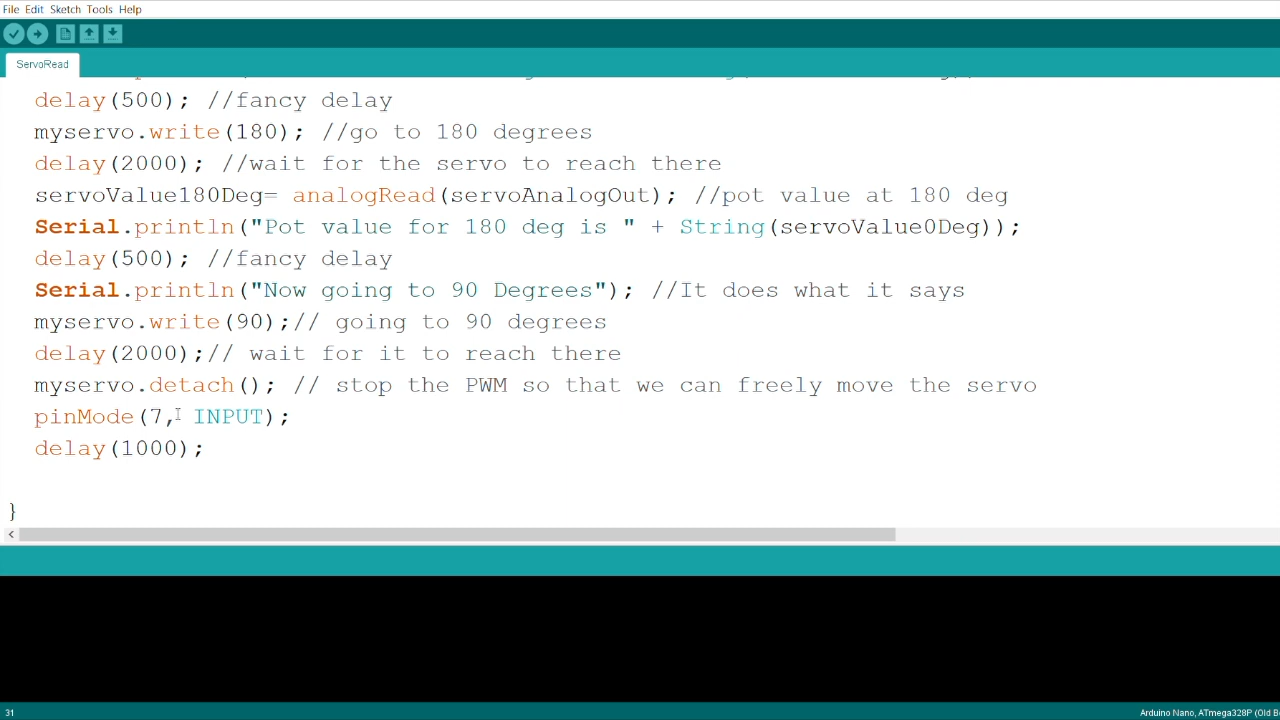 File Edit Sketch Tools Help
ServoRead
delay(500); //fancy delay
myservo.write(180); //go to 180 degrees
delay(2000); //wait for the servo to reach there
servoValue180Deg= analogRead(servoAnalogOut); //pot value at 180 deg
Serial.println("Pot value for 180 deg is " + String(servoValue0Deg));
delay(500); //fancy delay
Serial.println("Now going to 90 Degrees"); //It does what it says
myservo.write(90);// going to 90 degrees
delay(2000);// wait for it to reach there
myservo.detach(); // stop the PWM so that we can freely move the servo
pinMode(7, INPUT);
delay(1000);
}
31
Arduino Nano, ATmega328P (Old B